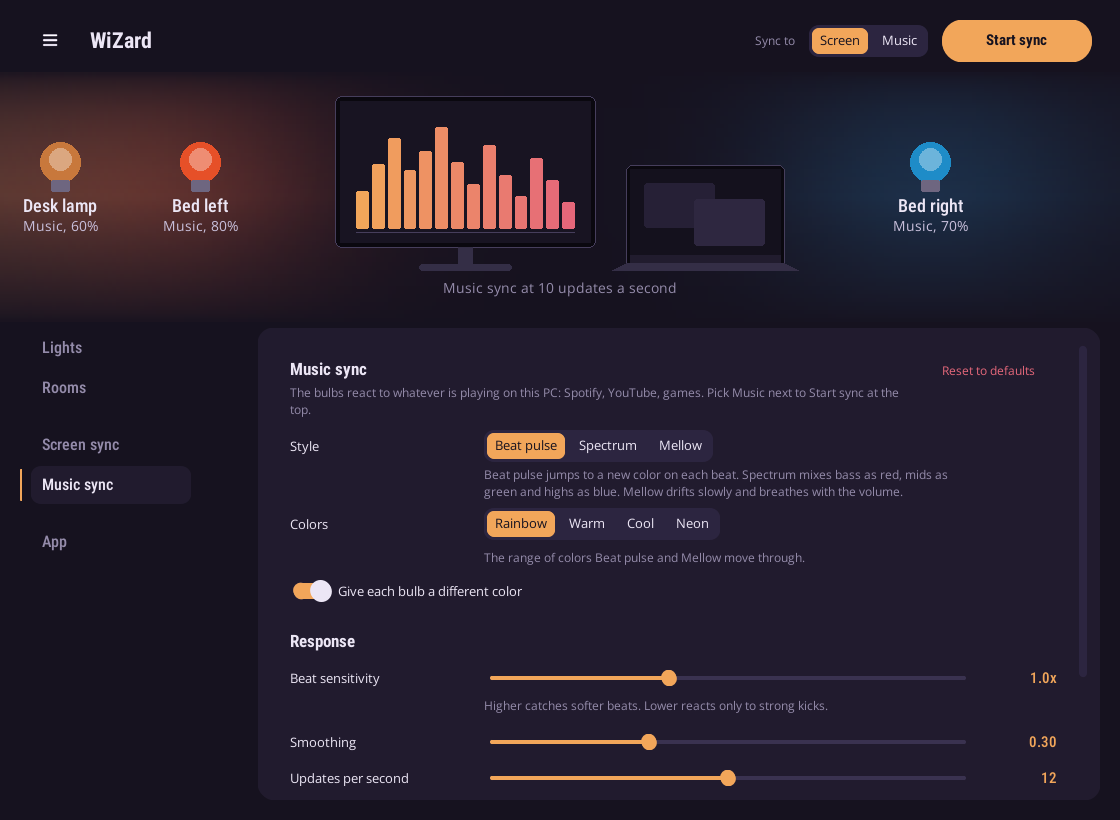 WiZard
Sync to
Screen
Music
Start sync
Desk lamp
Music, 60%
Bed left
Music, 80%
Bed right
Music, 70%
Music sync at 10 updates a second
Lights
Rooms
Screen sync
Music sync
App
Music sync
Reset to defaults
The bulbs react to whatever is playing on this PC: Spotify, YouTube, games. Pick Music next to Start sync at the
top.
Style
Beat pulse
Spectrum
Mellow
Beat pulse jumps to a new color on each beat. Spectrum mixes bass as red, mids as
green and highs as blue. Mellow drifts slowly and breathes with the volume.
Colors
Rainbow
Warm
Cool
Neon
The range of colors Beat pulse and Mellow move through.
Give each bulb a different color
Response
Beat sensitivity
1.0x
Higher catches softer beats. Lower reacts only to strong kicks.
Smoothing
0.30
Updates per second
12